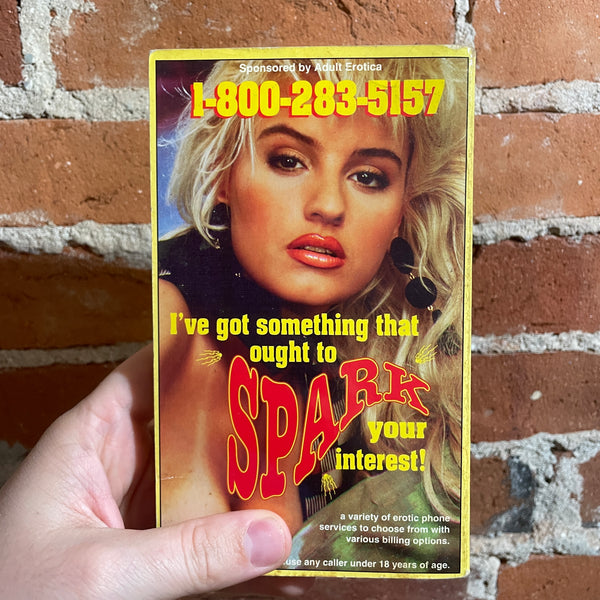 Sponsored by Adult Erotica
1-800-283-5157
I've got something that
ought to
SPARK
your
interest!
a variety of erotic phone
services to choose from with
various billing options.
any caller under 18 years of age.